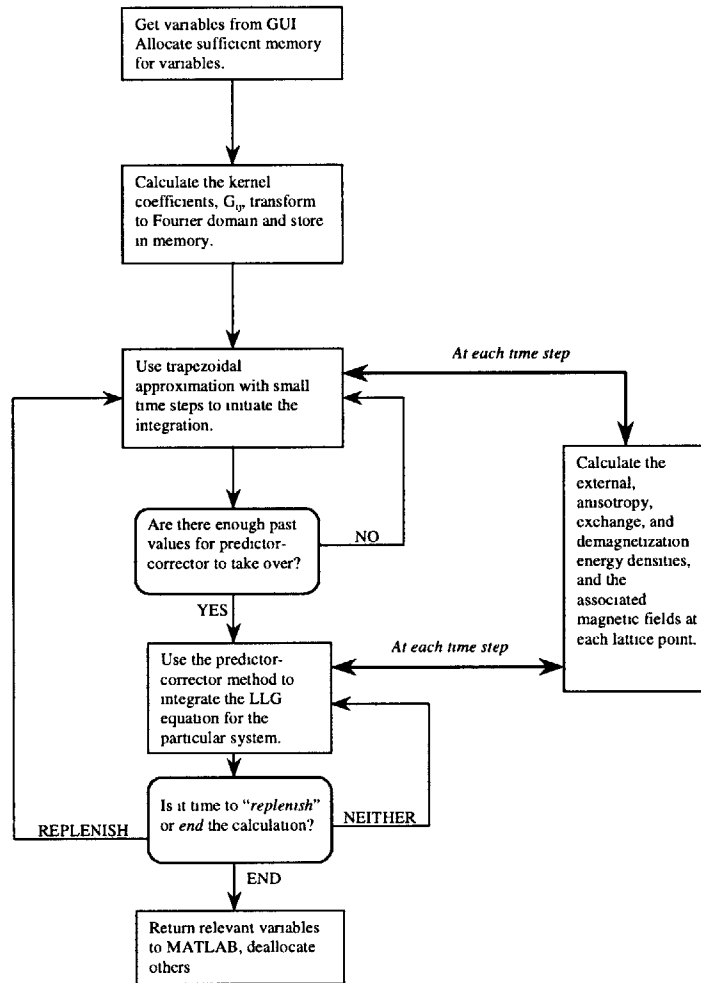 Get variables from GUI
Allocate sufficient memory
for variables.
Calculate the kernel
coefficients, G_ij, transform
to Fourier domain and store
in memory.
At each time step
Use trapezoidal
approximation with small
time steps to initiate the
integration.
Calculate the
external,
anisotropy,
exchange, and
demagnetization
energy densities,
and the
associated
magnetic fields at
each lattice point.
Are there enough past
values for predictor-
corrector to take over?
NO
YES
At each time step
Use the predictor-
corrector method to
integrate the LLG
equation for the
particular system.
Is it time to "replenish"
or end the calculation?
REPLENISH
NEITHER
END
Return relevant variables
to MATLAB, deallocate
others